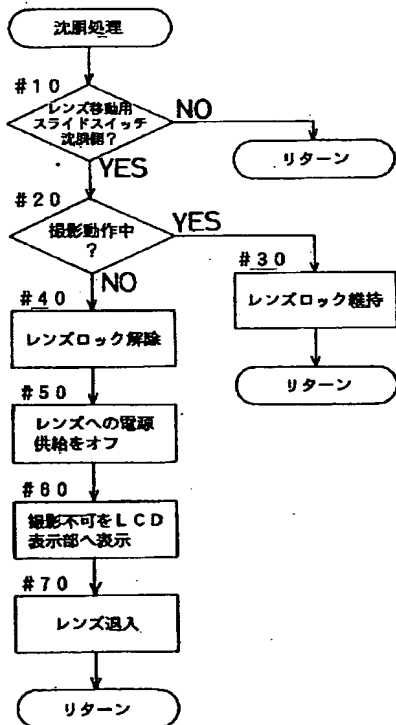 沈胴処理
#10
レンズ移動用
スライドスイッチ
沈胴側?
NO
リターン
YES
#20
撮影動作中
?
YES
#30
レンズロック維持
リターン
NO
#40
レンズロック解除
#50
レンズへの電源
供給をオフ
#60
撮影不可をLCD
表示部へ表示
#70
レンズ退入
リターン